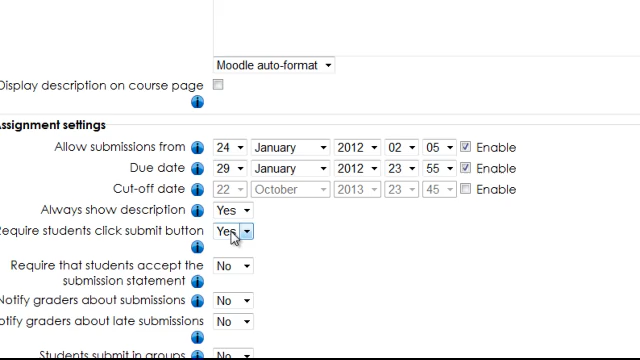 Moodle auto-format
Display description on course page
Assignment settings
Allow submissions from 24 January 2012 02 05 Enable
Due date 29 January 2012 23 55 Enable
Cut-off date 22 October 2013 23 45 Enable
Always show description Yes
Require students click submit button Yes
Require that students accept the No
submission statement
Notify graders about submissions No
Notify graders about late submissions No
Students submit in groups No